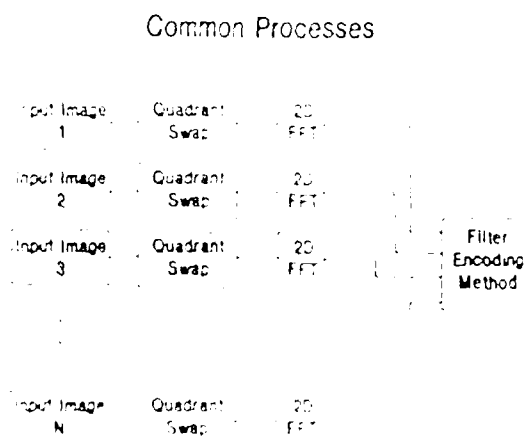 Common Processes
Input Image Quadrant 2D
1 Swap FFT
Input Image Quadrant 2D
2 Swap FFT
Input Image Quadrant 2D
3 Swap FFT
Filter
Encoding
Method
Input Image Quadrant 2D
N Swap FFT